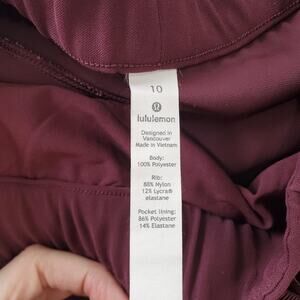 10
lululemon
Designed in
Vancouver
Made in Vietnam
Body:
100% Polyester
Rib:
88% Nylon
12% Lycra®
elastane
Pocket lining:
86% Polyester
14% Elastane